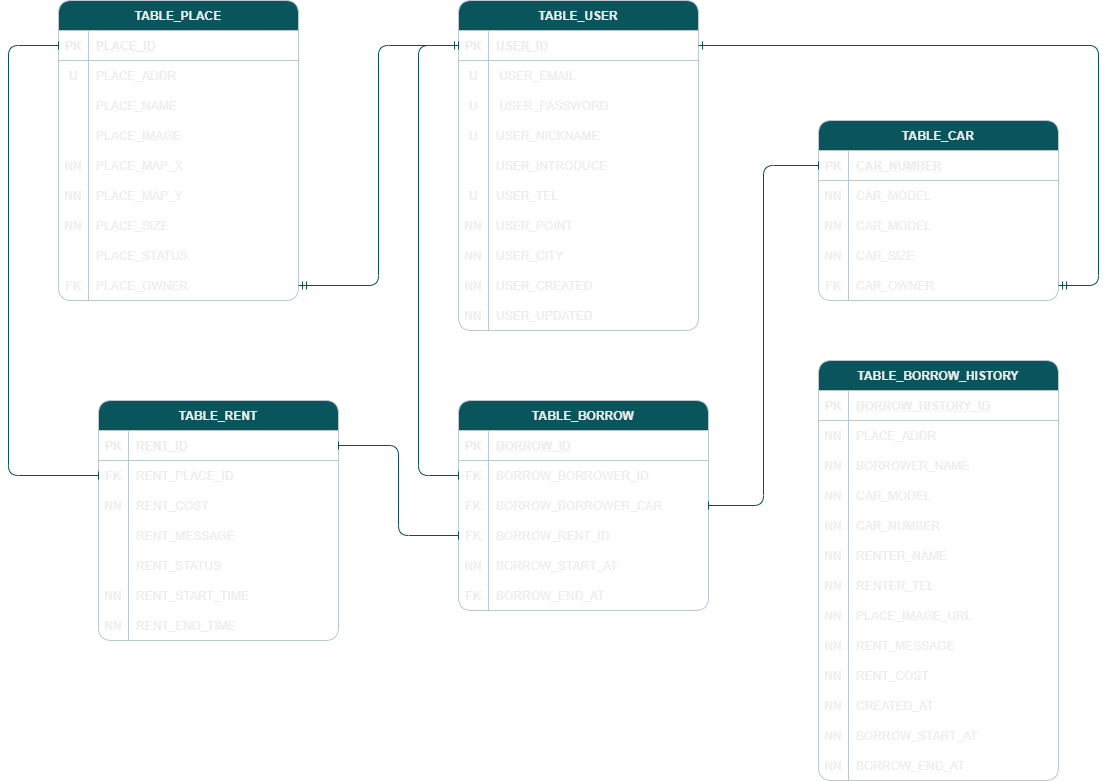 TABLE_PLACE
PK PLACE_ID
U PLACE_ADDR
PLACE_NAME
PLACE_IMAGE
NN PLACE_MAP_X
NN PLACE_MAP_Y
NN PLACE_SIZE
PLACE_STATUS
FK PLACE_OWNER
TABLE_USER
PK USER_ID
U USER_EMAIL
U USER_PASSWORD
U USER_NICKNAME
USER_INTRODUCE
U USER_TEL
NN USER_POINT
NN USER_CITY
NN USER_CREATED
NN USER_UPDATED
TABLE_CAR
PK CAR_NUMBER
NN CAR_MODEL
NN CAR_MODEL
NN CAR_SIZE
FK CAR_OWNER
TABLE_RENT
PK RENT_ID
FK RENT_PLACE_ID
NN RENT_COST
RENT_MESSAGE
RENT_STATUS
NN RENT_START_TIME
NN RENT_END_TIME
TABLE_BORROW
PK BORROW_ID
FK BORROW_BORROWER_ID
FK BORROW_BORROWER_CAR
FK BORROW_RENT_ID
NN BORROW_START_AT
FK BORROW_END_AT
TABLE_BORROW_HISTORY
PK BORROW_HISTORY_ID
NN PLACE_ADDR
NN BORROWER_NAME
NN CAR_MODEL
NN CAR_NUMBER
NN RENTER_NAME
NN RENTER_TEL
NN PLACE_IMAGE_URL
NN RENT_MESSAGE
NN RENT_COST
NN CREATED_AT
NN BORROW_START_AT
NN BORROW_END_AT